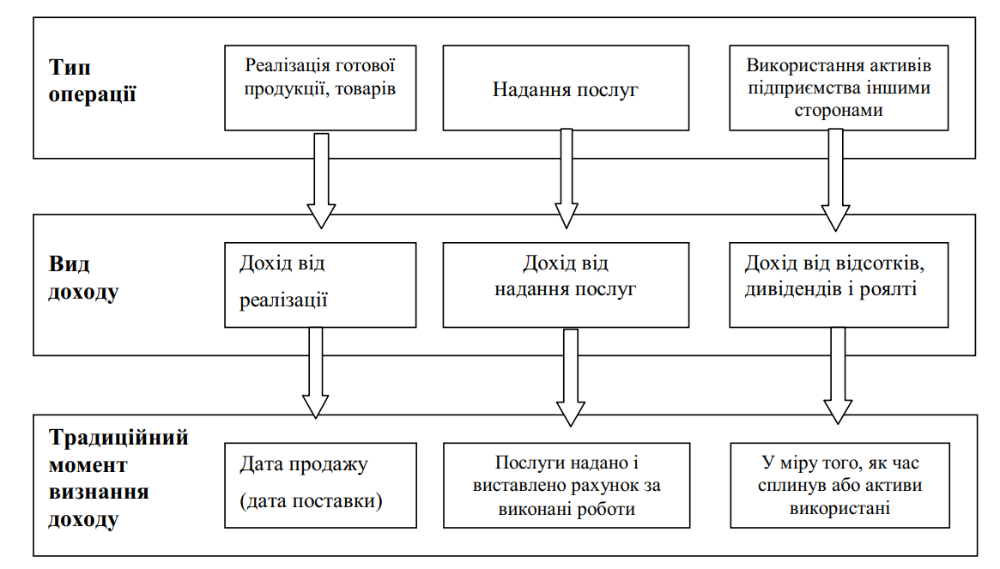 Тип
операції
Реалізація готової
продукції, товарів
Надання послуг
Використання активів
підприємства іншими
сторонами
Вид
доходу
Дохід від
реалізації
Дохід від
надання послуг
Дохід від відсотків,
дивідендів і роялті
Традиційний
момент
визнання
доходу
Дата продажу
(дата поставки)
Послуги надано і
виставлено рахунок за
виконані роботи
У міру того, як час
сплинув або активи
використані